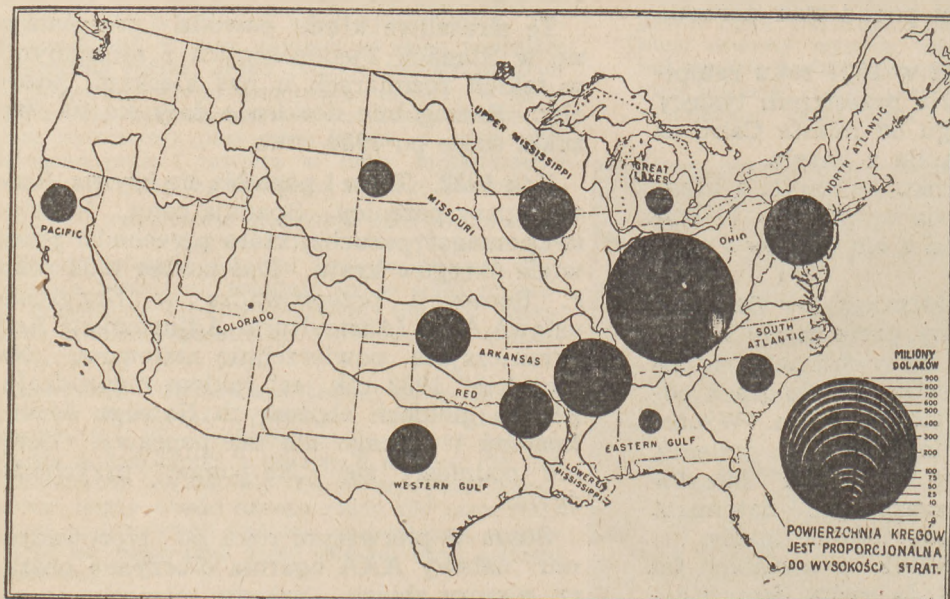 UPPER MISSISSIPPI
GREAT
LAKES
NORTH ATLANTIC
MISSOURI
PACIFIC
OHIO
COLORADO
ARKANSAS
SOUTH
ATLANTIC
RED
EASTERN GULF
LOWER
MISSISSIPPI
WESTERN GULF
MILIONY
DOLARÓW
900
800
700
600
500
400
300
200
100
75
50
25
10
1
0
POWIERZCHNIA KRĘGÓW
JEST PROPORCJONALNA
DO WYSOKOŚCI STRAT.